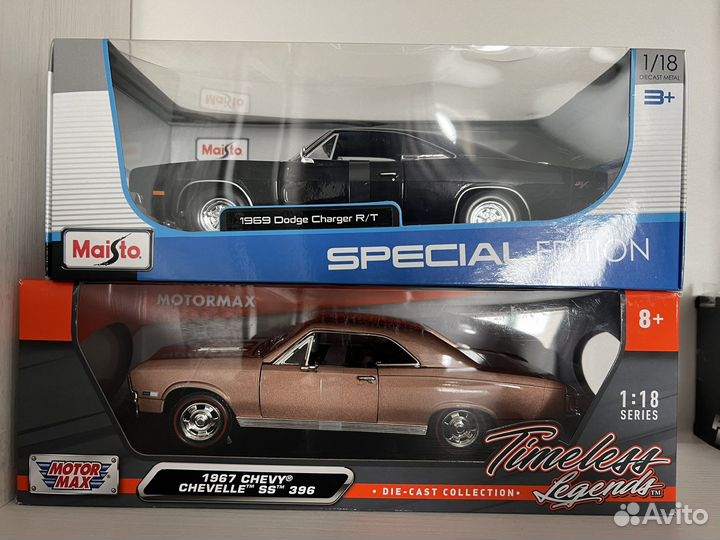 1/18
DIECAST METAL
3+
Maisto
Maisto
1969 Dodge Charger R/T
Maisto
SPECIAL EDITION
MOTORMAX
8+
1:18
SERIES
MOTOR
MAX
1967 CHEVY®
CHEVELLE™ SS™ 396
Timeless
Legends™
• DIE-CAST COLLECTION •
Avito